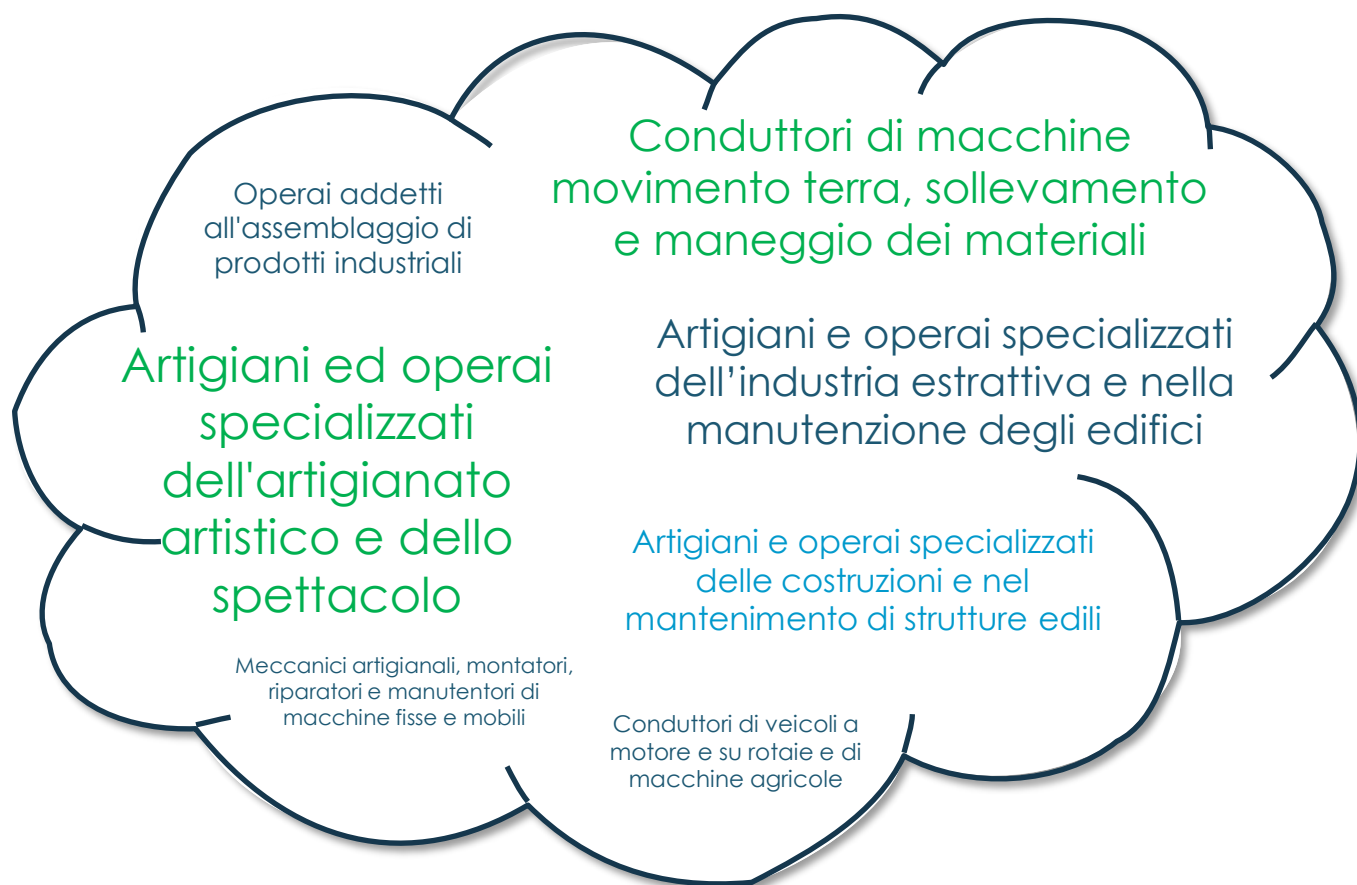 Conduttori di macchine
movimento terra, sollevamento
e maneggio dei materiali
Operai addetti
all'assemblaggio di
prodotti industriali
Artigiani e operai specializzati
dell’industria estrattiva e nella
manutenzione degli edifici
Artigiani ed operai
specializzati
dell'artigianato
artistico e dello
spettacolo
Artigiani e operai specializzati
delle costruzioni e nel
mantenimento di strutture edili
Meccanici artigianali, montatori,
riparatori e manutentori di
macchine fisse e mobili
Conduttori di veicoli a
motore e su rotaie e di
macchine agricole